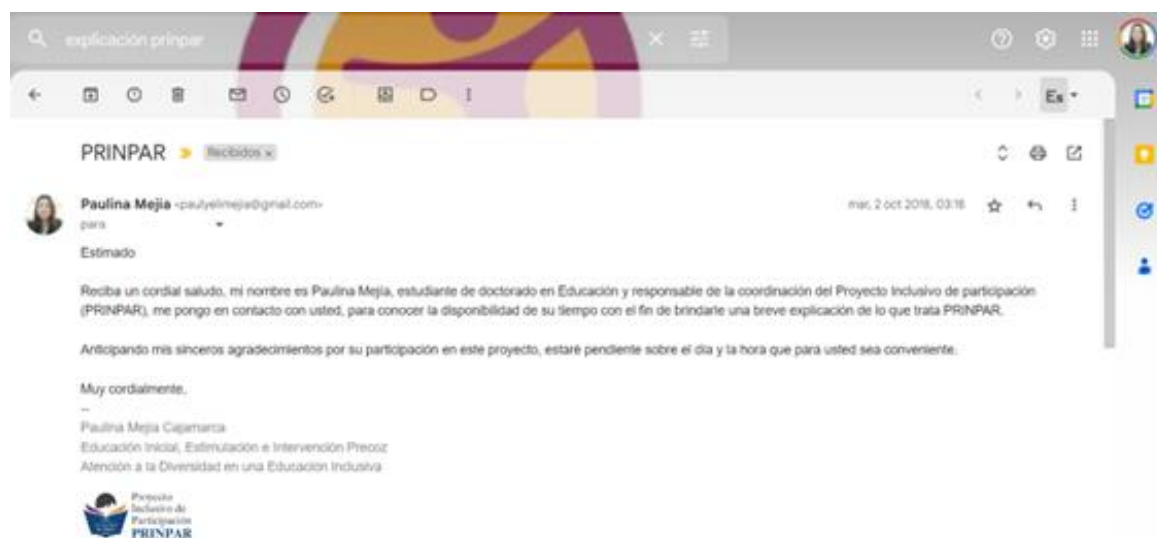 explicación prinpar
Es
PRINPAR
Recibidos x
Paulina Mejia <paulyelimejia@gmail.com>
mar, 2 oct 2018, 03:16
para
Estimado
Reciba un cordial saludo, mi nombre es Paulina Mejía, estudiante de doctorado en Educación y responsable de la coordinación del Proyecto Inclusivo de participación
(PRINPAR), me pongo en contacto con usted, para conocer la disponibilidad de su tiempo con el fin de brindarle una breve explicación de lo que trata PRINPAR.
Anticipando mis sinceros agradecimientos por su participación en este proyecto, estaré pendiente sobre el día y la hora que para usted sea conveniente.
Muy cordialmente,
--
Paulina Mejía Cajamarca
Educación Inicial, Estimulación e Intervención Precoz
Atención a la Diversidad en una Educación Inclusiva
Proyecto
Inclusivo de
Participación
PRINPAR